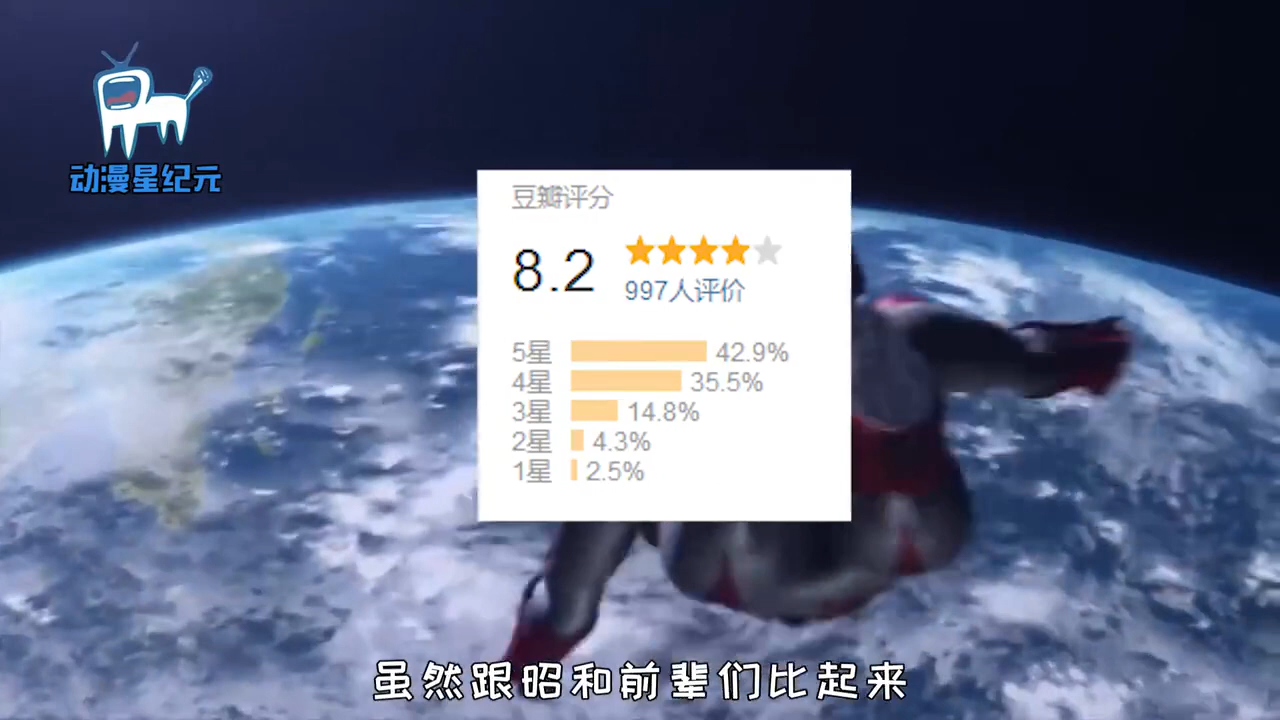 动漫星纪元
豆瓣评分
8.2
997人评价
5星 42.9%
4星 35.5%
3星 14.8%
2星 4.3%
1星 2.5%
虽然跟昭和前辈们比起来